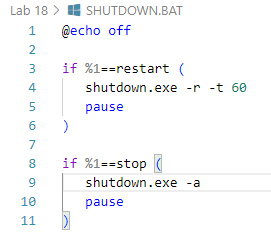 Lab 18 > SHUTDOWN.BAT
1 @echo off
2
3 if %1==restart (
4 shutdown.exe -r -t 60
5 pause
6 )
7
8 if %1==stop (
9 shutdown.exe -a
10 pause
11 )